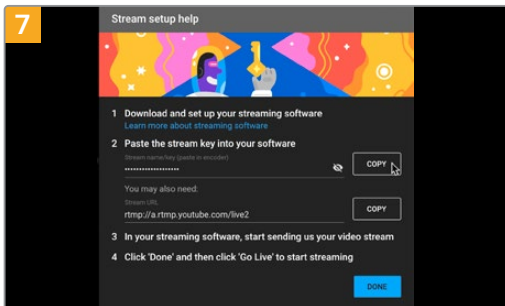 7
Stream setup help
1 Download and set up your streaming software
Learn more about streaming software
2 Paste the stream key into your software
Stream name/key (paste in encoder)
••••••••••••••••••••
COPY
You may also need:
Stream URL
rtmp://a.rtmp.youtube.com/live2
COPY
3 In your streaming software, start sending us your video stream
4 Click 'Done' and then click 'Go Live' to start streaming
DONE